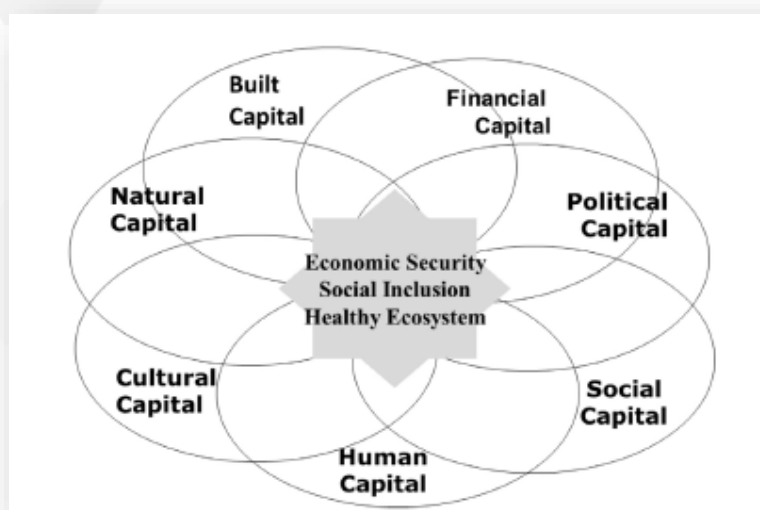 Built
Capital
Financial
Capital
Natural
Capital
Political
Capital
Economic Security
Social Inclusion
Healthy Ecosystem
Cultural
Capital
Social
Capital
Human
Capital